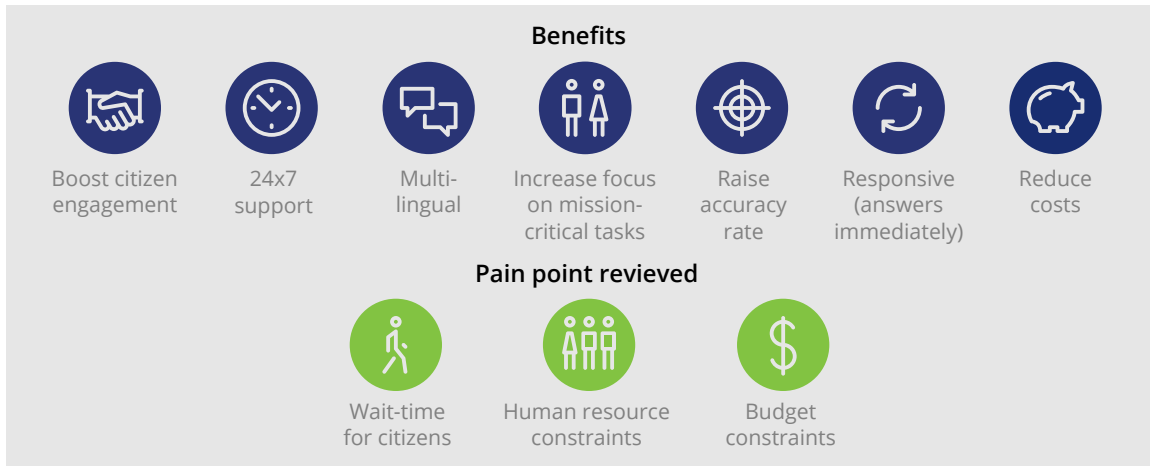 Benefits
Boost citizen
engagement
24x7
support
Multi-
lingual
Increase focus
on mission-
critical tasks
Raise
accuracy
rate
Responsive
(answers
immediately)
Reduce
costs
Pain point revieved
Wait-time
for citizens
Human resource
constraints
Budget
constraints